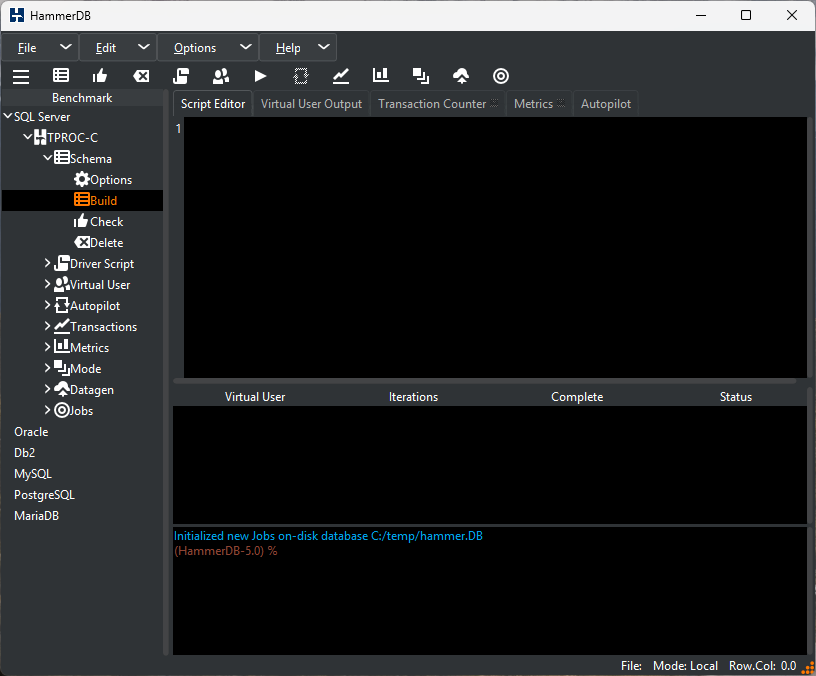 HammerDB
File Edit Options Help
Benchmark
SQL Server
TPROC-C
Schema
Options
Build
Check
Delete
Driver Script
Virtual User
Autopilot
Transactions
Metrics
Mode
Datagen
Jobs
Oracle
Db2
MySQL
PostgreSQL
MariaDB
Script Editor Virtual User Output Transaction Counter Metrics Autopilot
1
Virtual User Iterations Complete Status
Initialized new Jobs on-disk database C:/temp/hammer.DB
(HammerDB-5.0) %
File: Mode: Local Row.Col: 0.0